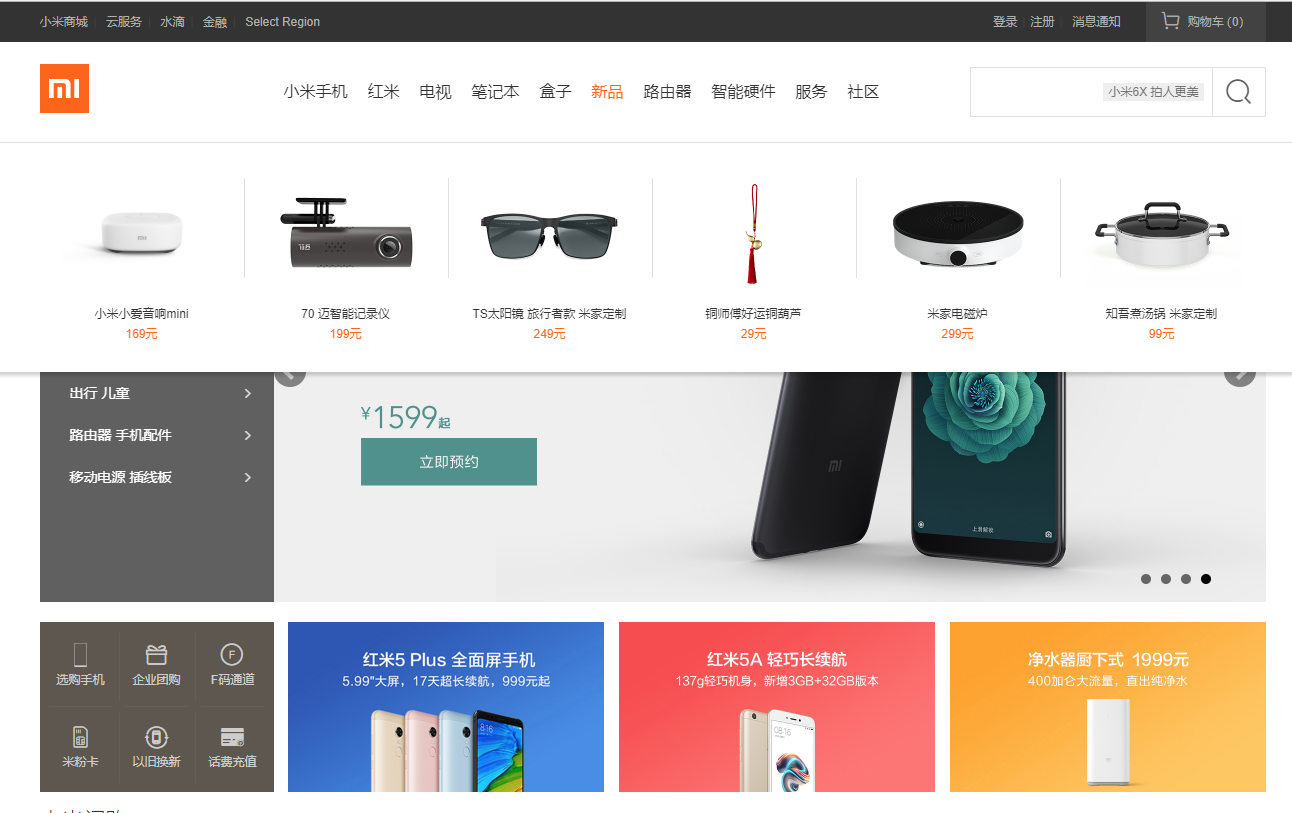 小米商城 云服务 水滴 金融 Select Region 登录 注册 消息通知 购物车 (0)
小米手机 红米 电视 笔记本 盒子 新品 路由器 智能硬件 服务 社区 小米6X 拍人更美
小米小爱音响mini 70 迈智能记录仪 TS太阳镜 旅行者款 米家定制 铜师傅好运铜葫芦 米家电磁炉 知吾煮汤锅 米家定制
169元 199元 249元 29元 299元 99元
出行 儿童
路由器 手机配件
移动电源 插线板
¥1599起
立即预约
上滑解锁
选购手机 企业团购 F码通道
米粉卡 以旧换新 话费充值
红米5 Plus 全面屏手机
5.99"大屏，17天超长续航，999元起
红米5A 轻巧长续航
137g轻巧机身，新增3GB+32GB版本
净水器厨下式 1999元
400加仑大流量，直出纯净水